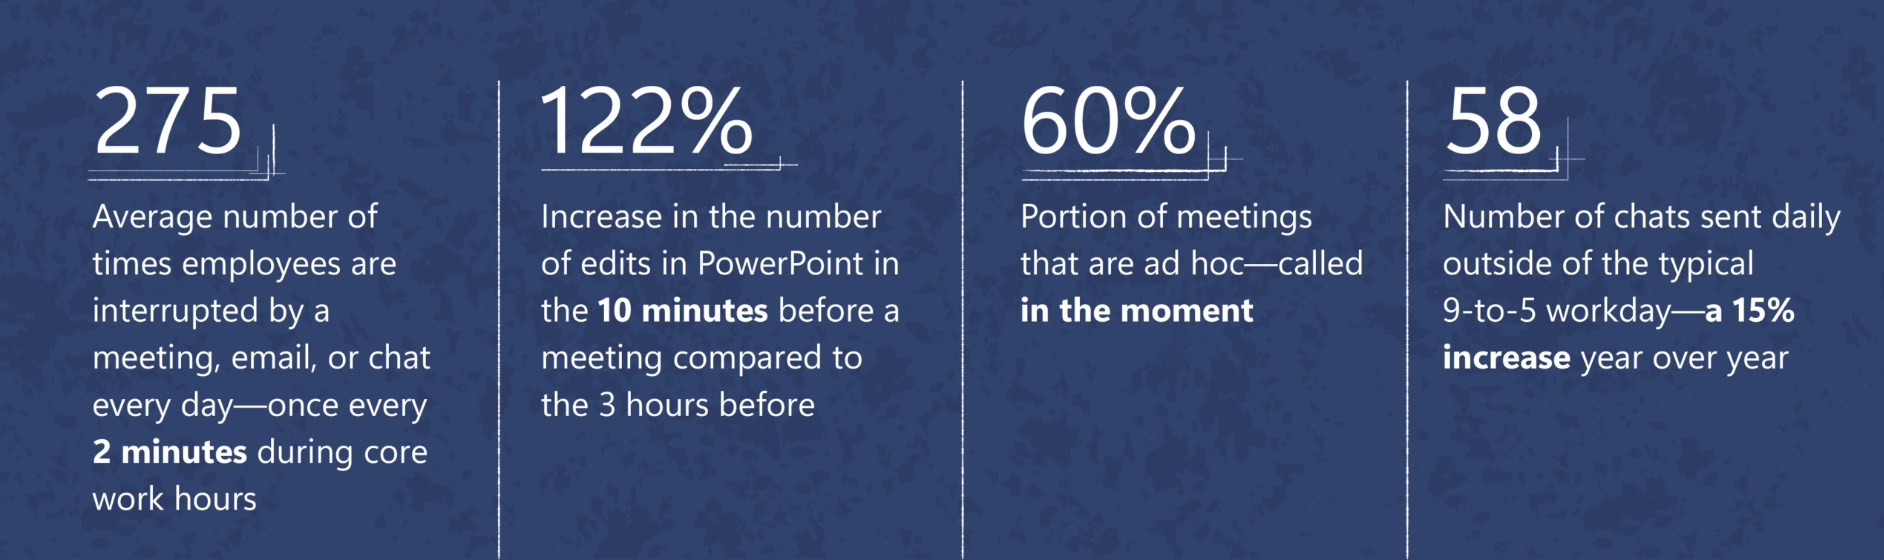 275
Average number of
times employees are
interrupted by a
meeting, email, or chat
every day—once every
2 minutes during core
work hours
122%
Increase in the number
of edits in PowerPoint in
the 10 minutes before a
meeting compared to
the 3 hours before
60%
Portion of meetings
that are ad hoc—called
in the moment
58
Number of chats sent daily
outside of the typical
9-to-5 workday—a 15%
increase year over year